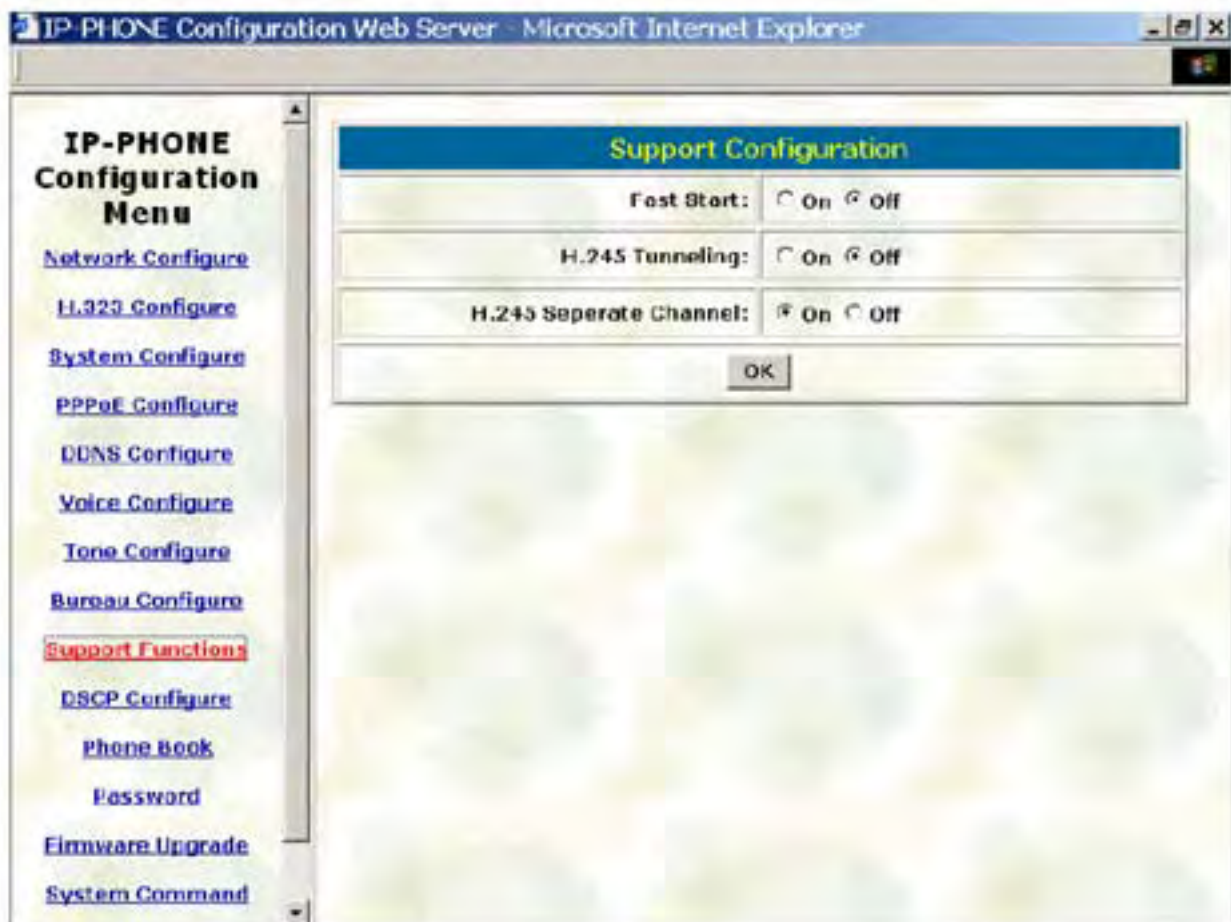 IP-PHONE Configuration Web Server - Microsoft Internet Explorer
IP-PHONE
Configuration
Menu
Network Configure
H.323 Configure
System Configure
PPPoE Configure
DDNS Configure
Voice Configure
Tone Configure
Bureau Configure
Support Functions
DSCP Configure
Phone Book
Password
Firmware Upgrade
System Command
Support Configuration
Fast Start: On Off
H.245 Tunneling: On Off
H.245 Seperate Channel: On Off
OK